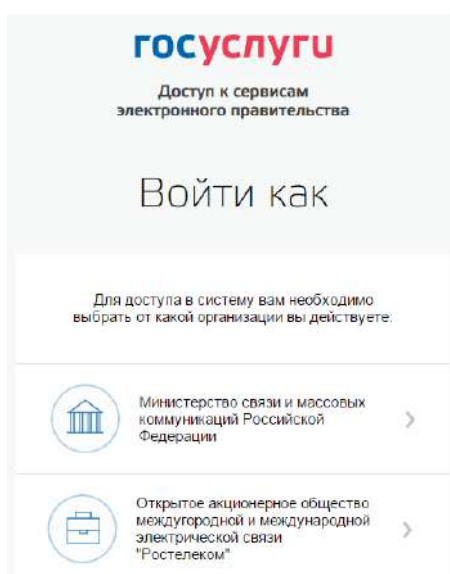 госуслуги
Доступ к сервисам
электронного правительства
Войти как
Для доступа в систему вам необходимо
выбрать от какой организации вы действуете:
Министерство связи и массовых
коммуникаций Российской
Федерации
Открытое акционерное общество
междугородной и международной
электрической связи
"Ростелеком"